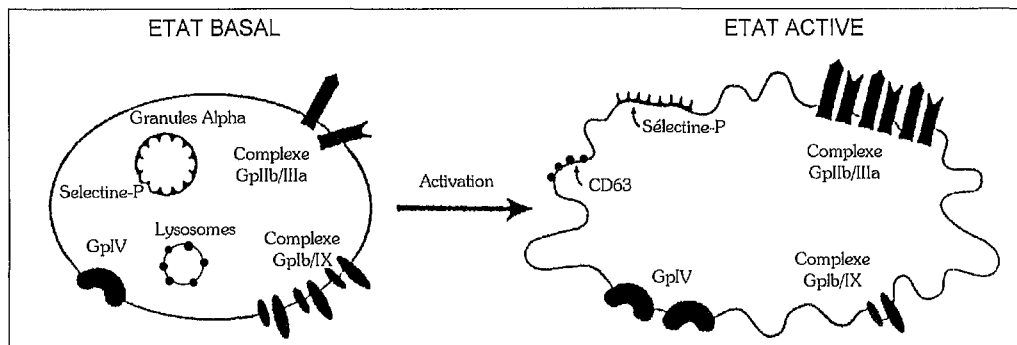 ETAT BASAL
Granules Alpha
Complexe
GpIIb/IIIa
Selectine-P
Lysosomes
GpIV
Complexe
GpIb/IX
Activation
ETAT ACTIVE
Sélectine-P
CD63
Complexe
GpIIb/IIIa
GpIV
Complexe
GpIb/IX